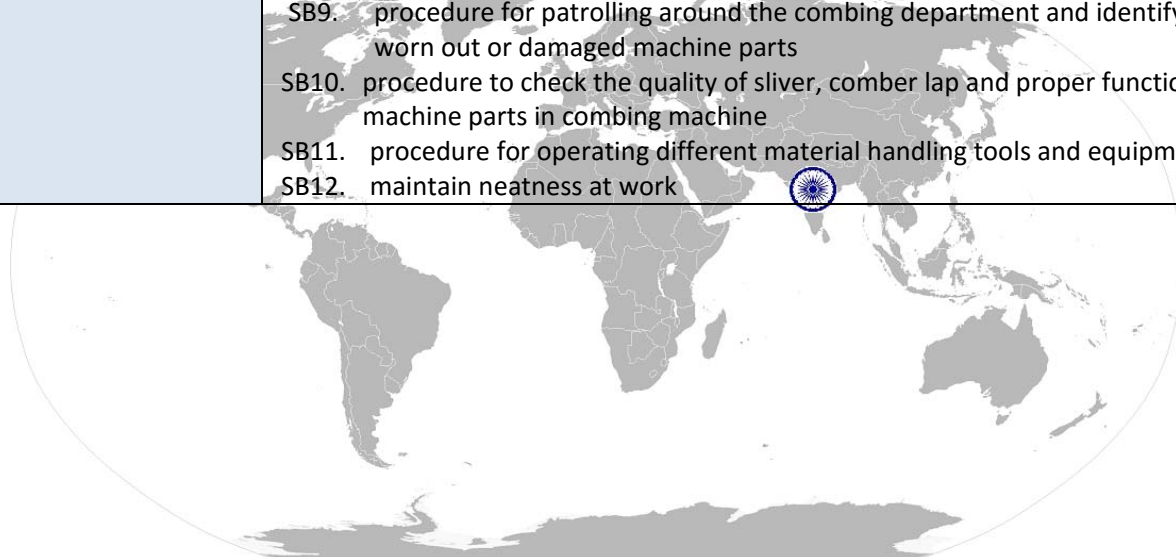 SB9. procedure for patrolling around the combing department and identify
worn out or damaged machine parts
SB10. procedure to check the quality of sliver, comber lap and proper functio
machine parts in combing machine
SB11. procedure for operating different material handling tools and equipm
SB12. maintain neatness at work